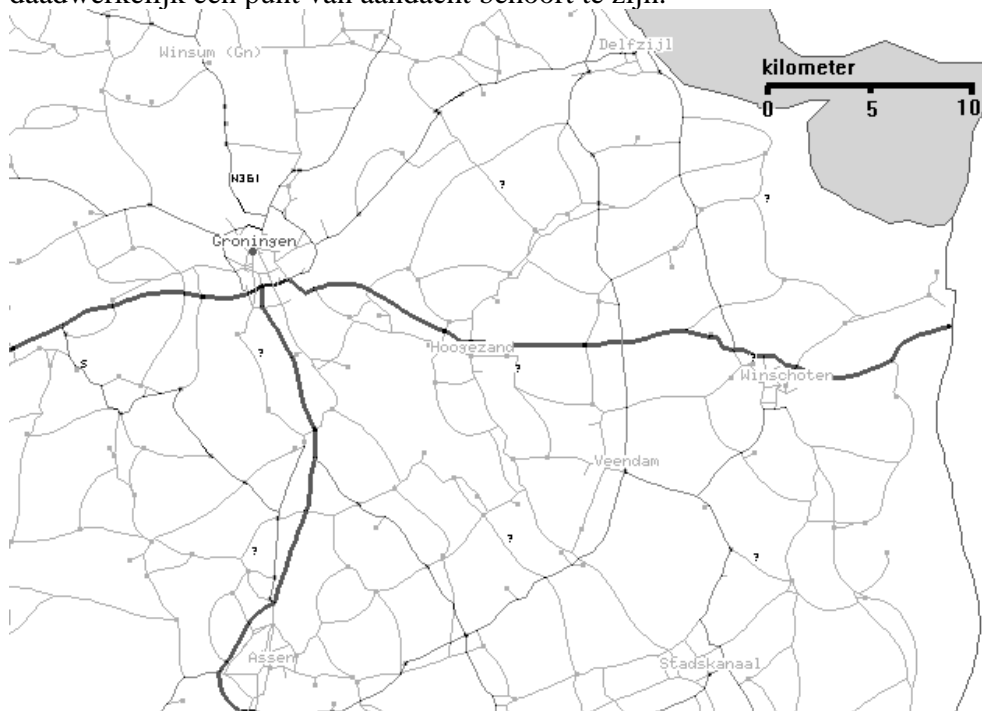 daadwerkelijk een punt van aandacht behoort te zijn.
Winsum (Gn)
Delfzijl
kilometer
0 5 10
N361
?
?
Groningen
?
Hoogezand
?
?
S
Winschoten
?
Veendam
?
?
?
Assen
Stadskanaal